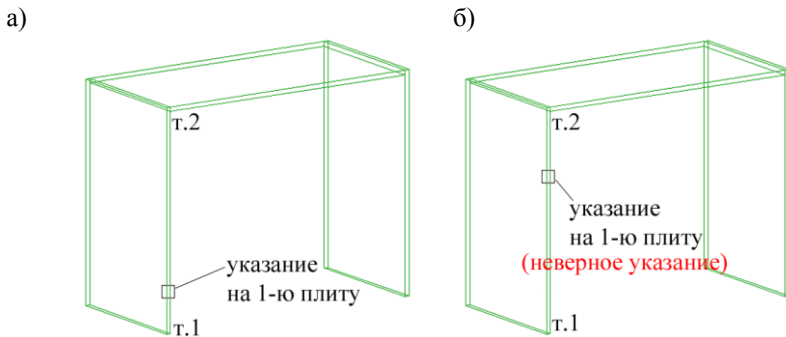 а)
т.2
указание
на 1-ю плиту
т.1
б)
т.2
указание
на 1-ю плиту
(неверное указание)
т.1